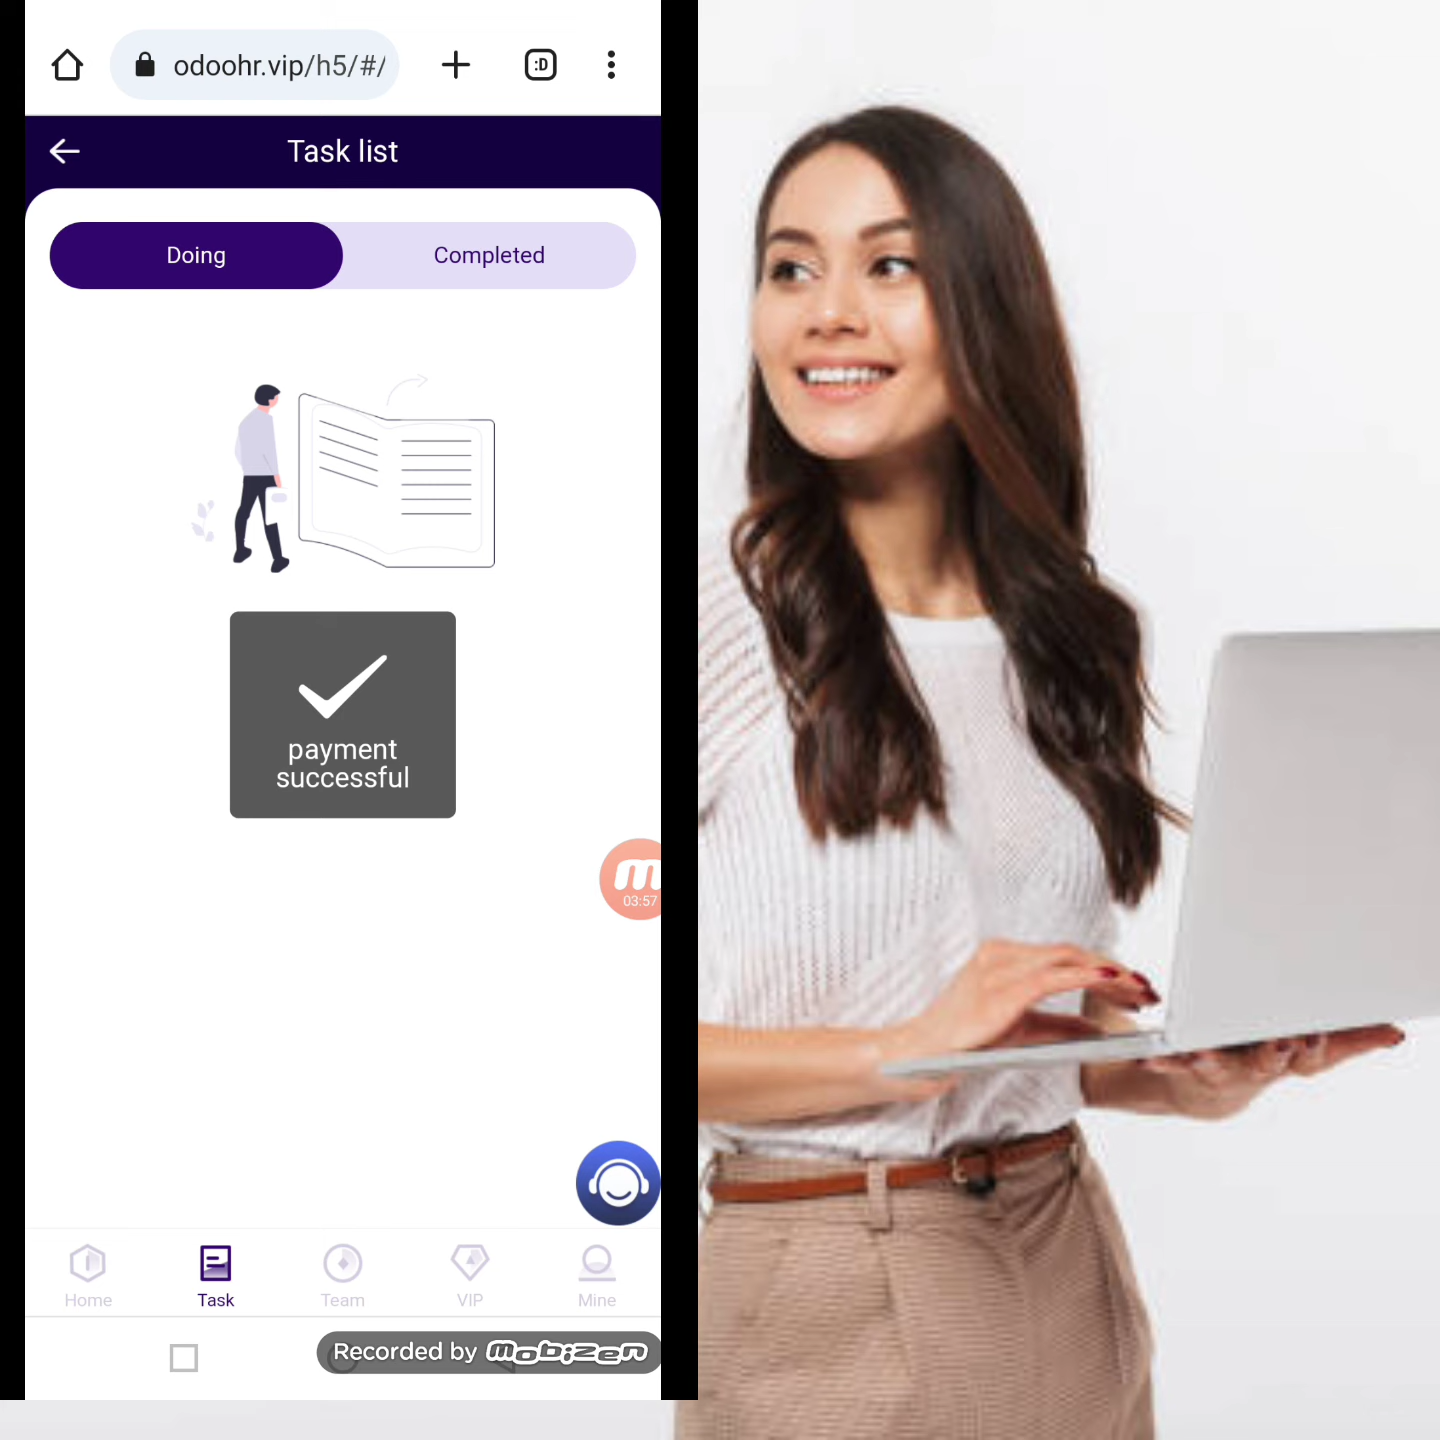 odoohr.vip/h5/#/
:D
Task list
Doing
Completed
payment
successful
m
03:57
Home
Task
Team
VIP
Mine
Recorded by mobizen